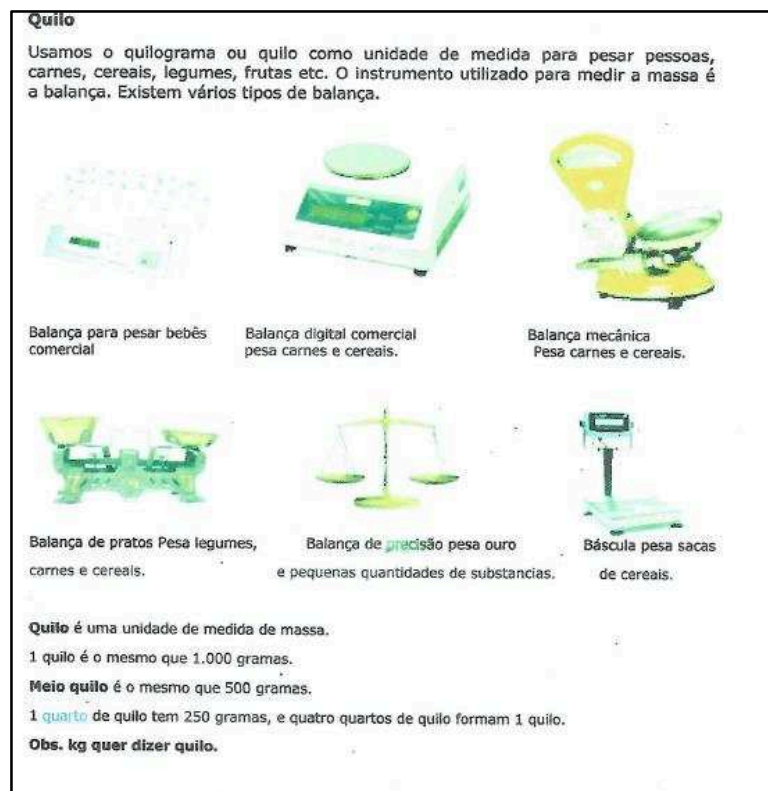 Quilo
Usamos o quilograma ou quilo como unidade de medida para pesar pessoas,
carnes, cereais, legumes, frutas etc. O instrumento utilizado para medir a massa é
a balança. Existem vários tipos de balança.
Balança para pesar bebês
comercial
Balança digital comercial
pesa carnes e cereais.
Balança mecânica
Pesa carnes e cereais.
Balança de pratos Pesa legumes,
carnes e cereais.
Balança de precisão pesa ouro
e pequenas quantidades de substancias.
Báscula pesa sacas
de cereais.
Quilo é uma unidade de medida de massa.
1 quilo é o mesmo que 1.000 gramas.
Meio quilo é o mesmo que 500 gramas.
1 quarto de quilo tem 250 gramas, e quatro quartos de quilo formam 1 quilo.
Obs. kg quer dizer quilo.